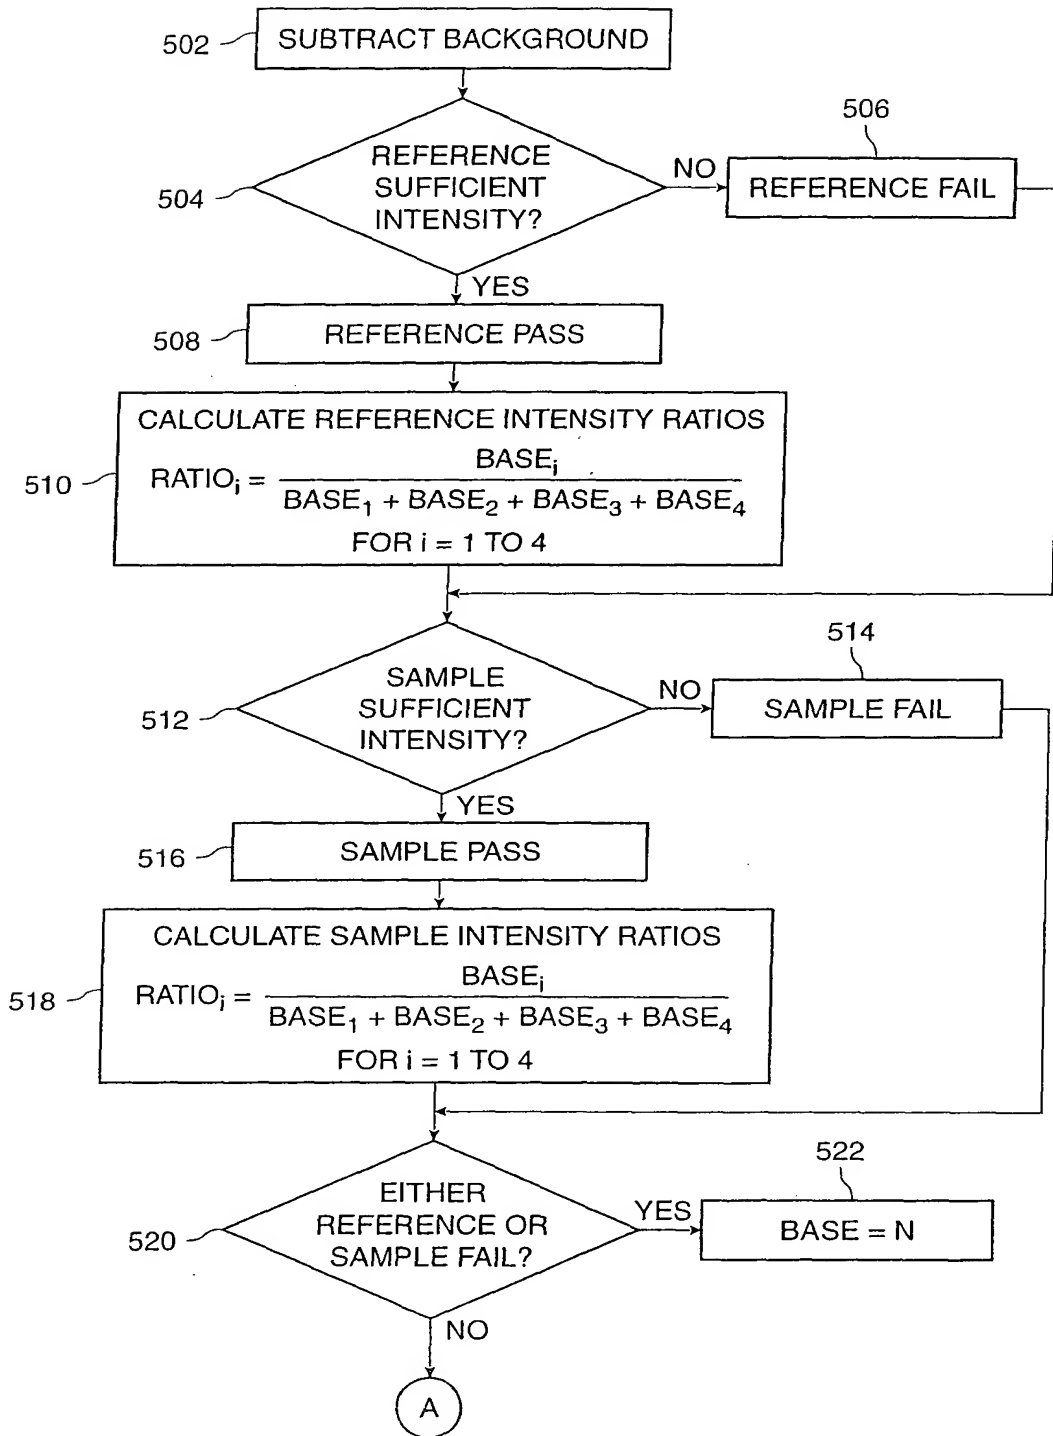 502
SUBTRACT BACKGROUND
504
REFERENCE
SUFFICIENT
INTENSITY?
NO
506
REFERENCE FAIL
YES
508
REFERENCE PASS
510
CALCULATE REFERENCE INTENSITY RATIOS
RATIOᵢ = BASEᵢ / BASE₁ + BASE₂ + BASE₃ + BASE₄
FOR i = 1 TO 4
512
SAMPLE
SUFFICIENT
INTENSITY?
NO
514
SAMPLE FAIL
YES
516
SAMPLE PASS
518
CALCULATE SAMPLE INTENSITY RATIOS
RATIOᵢ = BASEᵢ / BASE₁ + BASE₂ + BASE₃ + BASE₄
FOR i = 1 TO 4
520
EITHER
REFERENCE OR
SAMPLE FAIL?
YES
522
BASE = N
NO
A